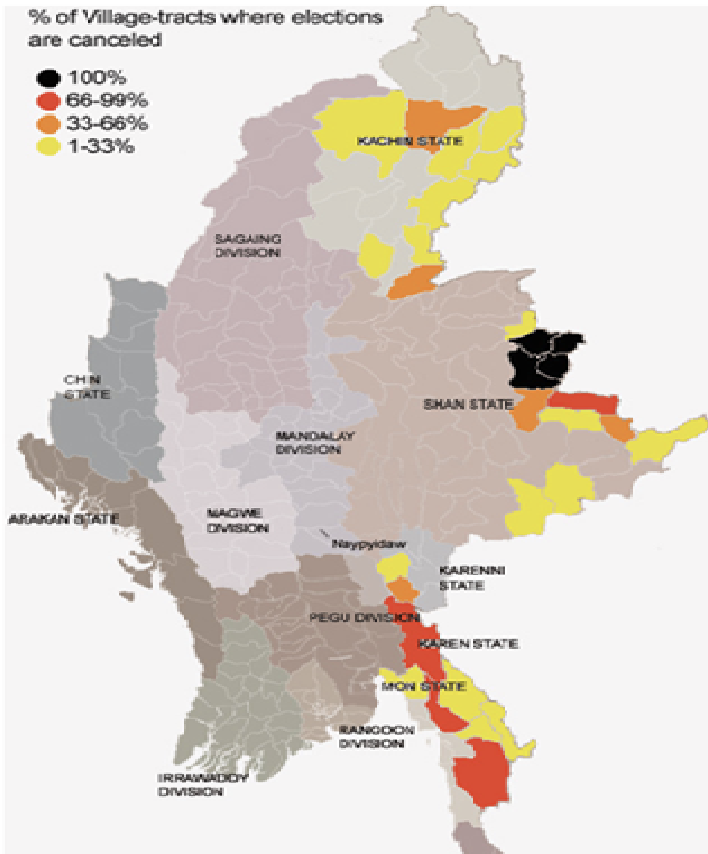 % of Village-tracts where elections
are canceled
100%
66-99%
33-66%
1-33%
KACHIN STATE
SAGAING
DIVISION
CHIN
STATE
SHAN STATE
MANDALAY
DIVISION
ARAKAN STATE
MAGWE
DIVISION
Naypyidaw
KARENNI
STATE
PEGU DIVISION
KAREN STATE
MON STATE
RANGOON
DIVISION
IRRAWADDY
DIVISION